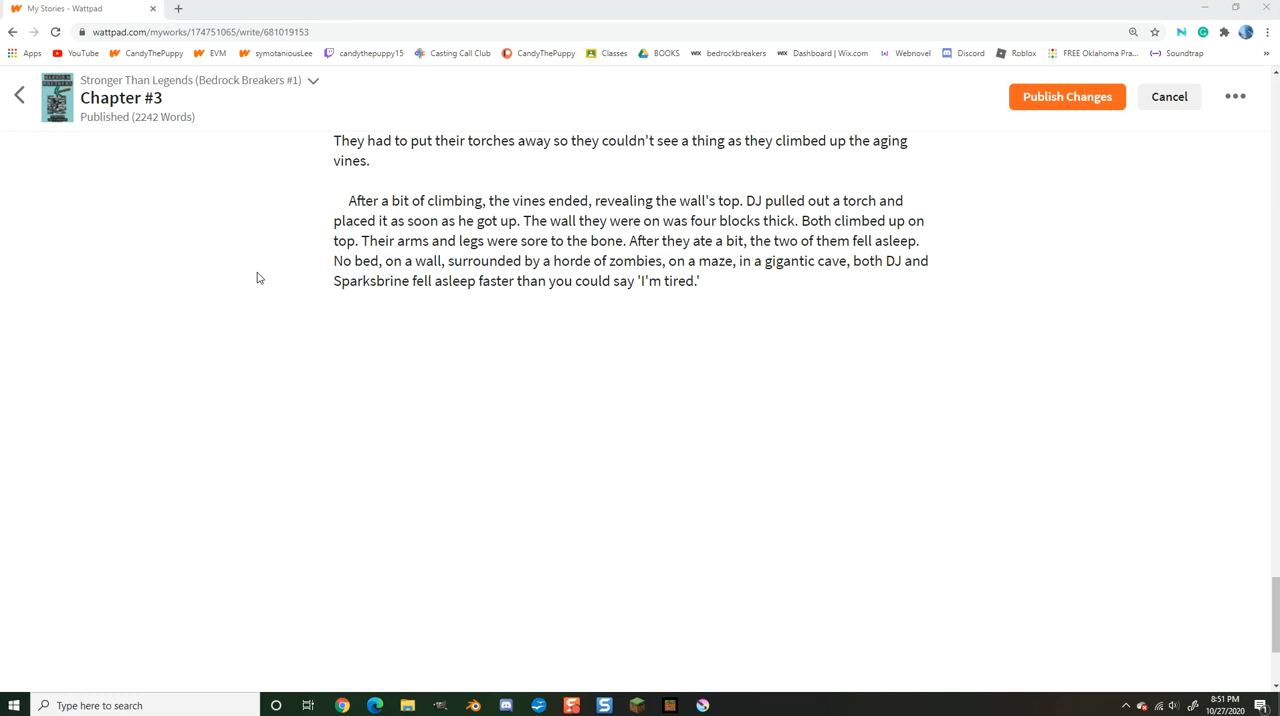 My Stories - Wattpad
wattpad.com/myworks/174751065/write/681019153
Apps YouTube CandyThePuppy EVM symotaniousLee candythepuppy15 Casting Call Club CandyThePuppy Classes BOOKS bedrockbreakers Dashboard | Wix.com Webnovel Discord Roblox FREE Oklahoma Pra... Soundtrap
Stronger Than Legends (Bedrock Breakers #1)
Chapter #3
Published (2242 Words)
Publish Changes
Cancel
They had to put their torches away so they couldn't see a thing as they climbed up the aging
vines.
After a bit of climbing, the vines ended, revealing the wall's top. DJ pulled out a torch and
placed it as soon as he got up. The wall they were on was four blocks thick. Both climbed up on
top. Their arms and legs were sore to the bone. After they ate a bit, the two of them fell asleep.
No bed, on a wall, surrounded by a horde of zombies, on a maze, in a gigantic cave, both DJ and
Sparksbrine fell asleep faster than you could say 'I'm tired.'
Type here to search
8:51 PM
10/27/2020